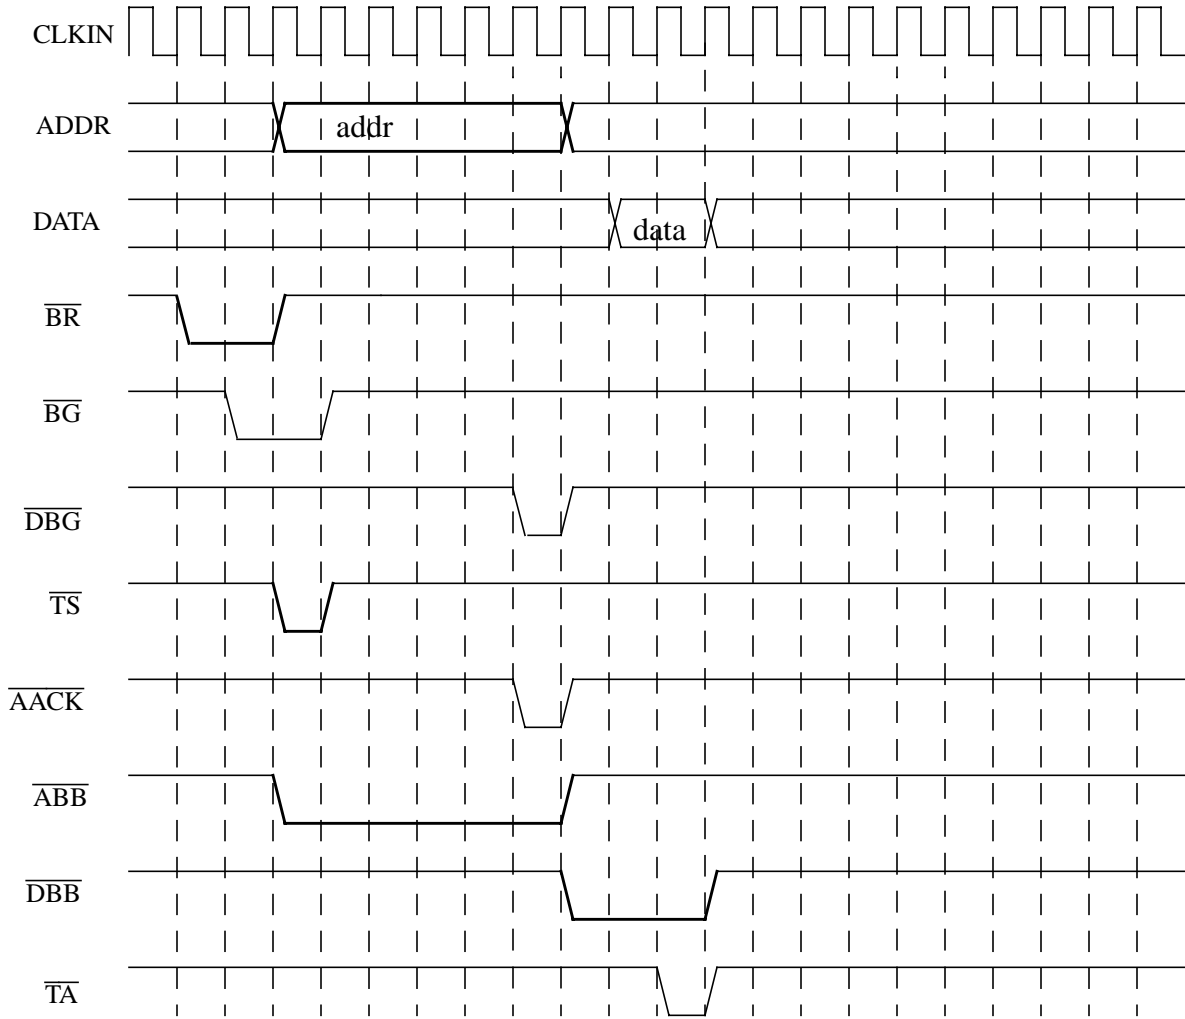 CLKIN
ADDR
addr
DATA
data
BR
BG
DBG
TS
AACK
ABB
DBB
TA